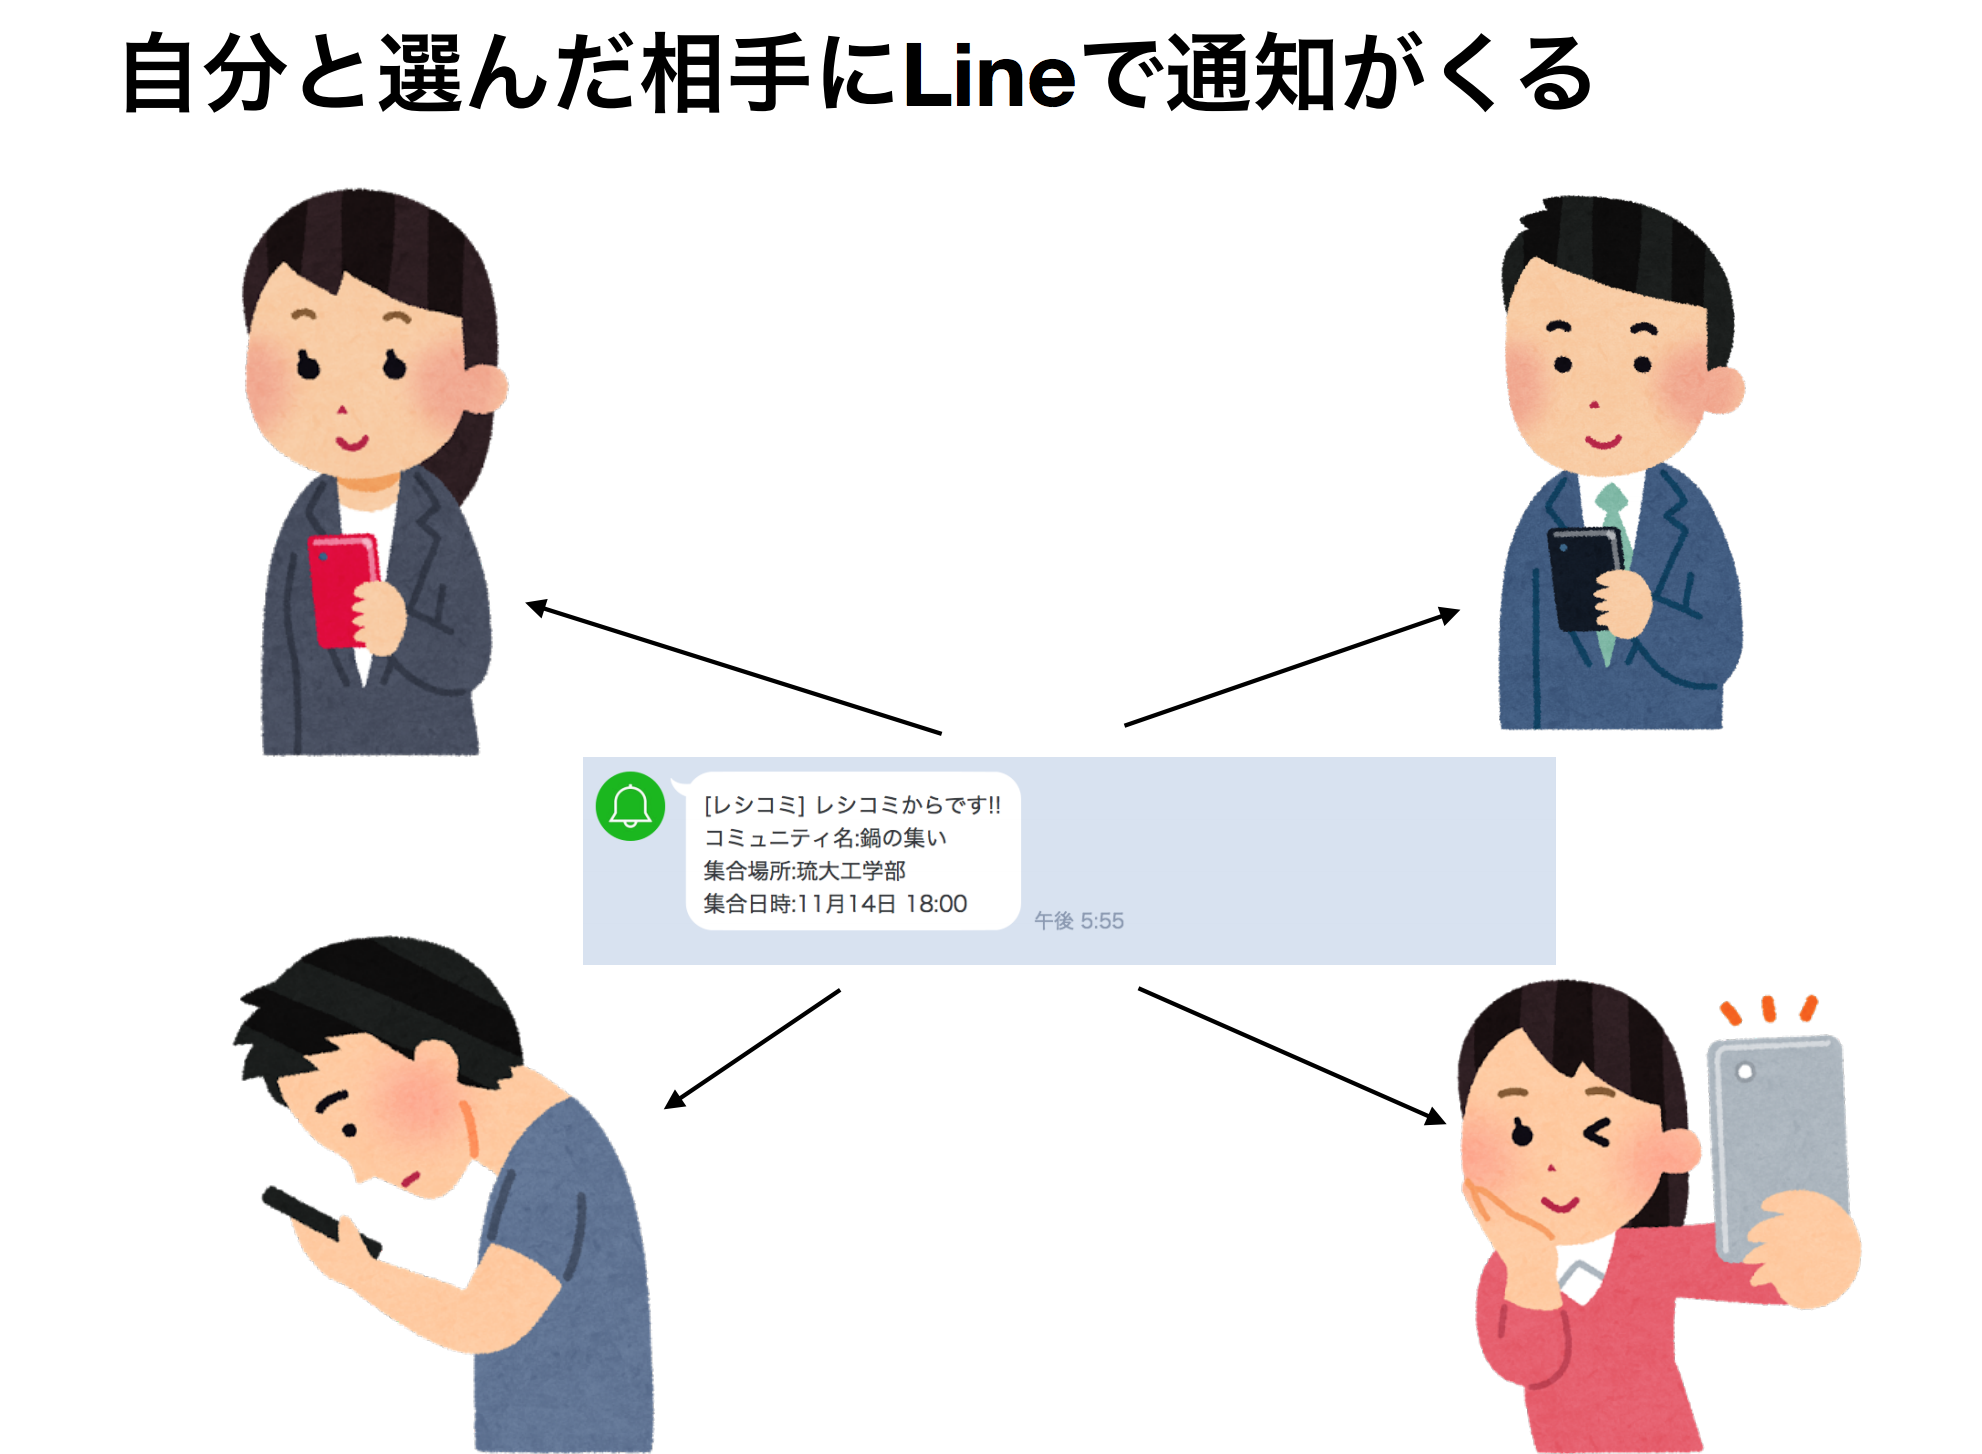 自分と選んだ相手にLineで通知がくる
[レシコミ] レシコミからです!!
コミュニティ名:鍋の集い
集合場所:琉大工学部
集合日時:11月14日 18:00
午後 5:55